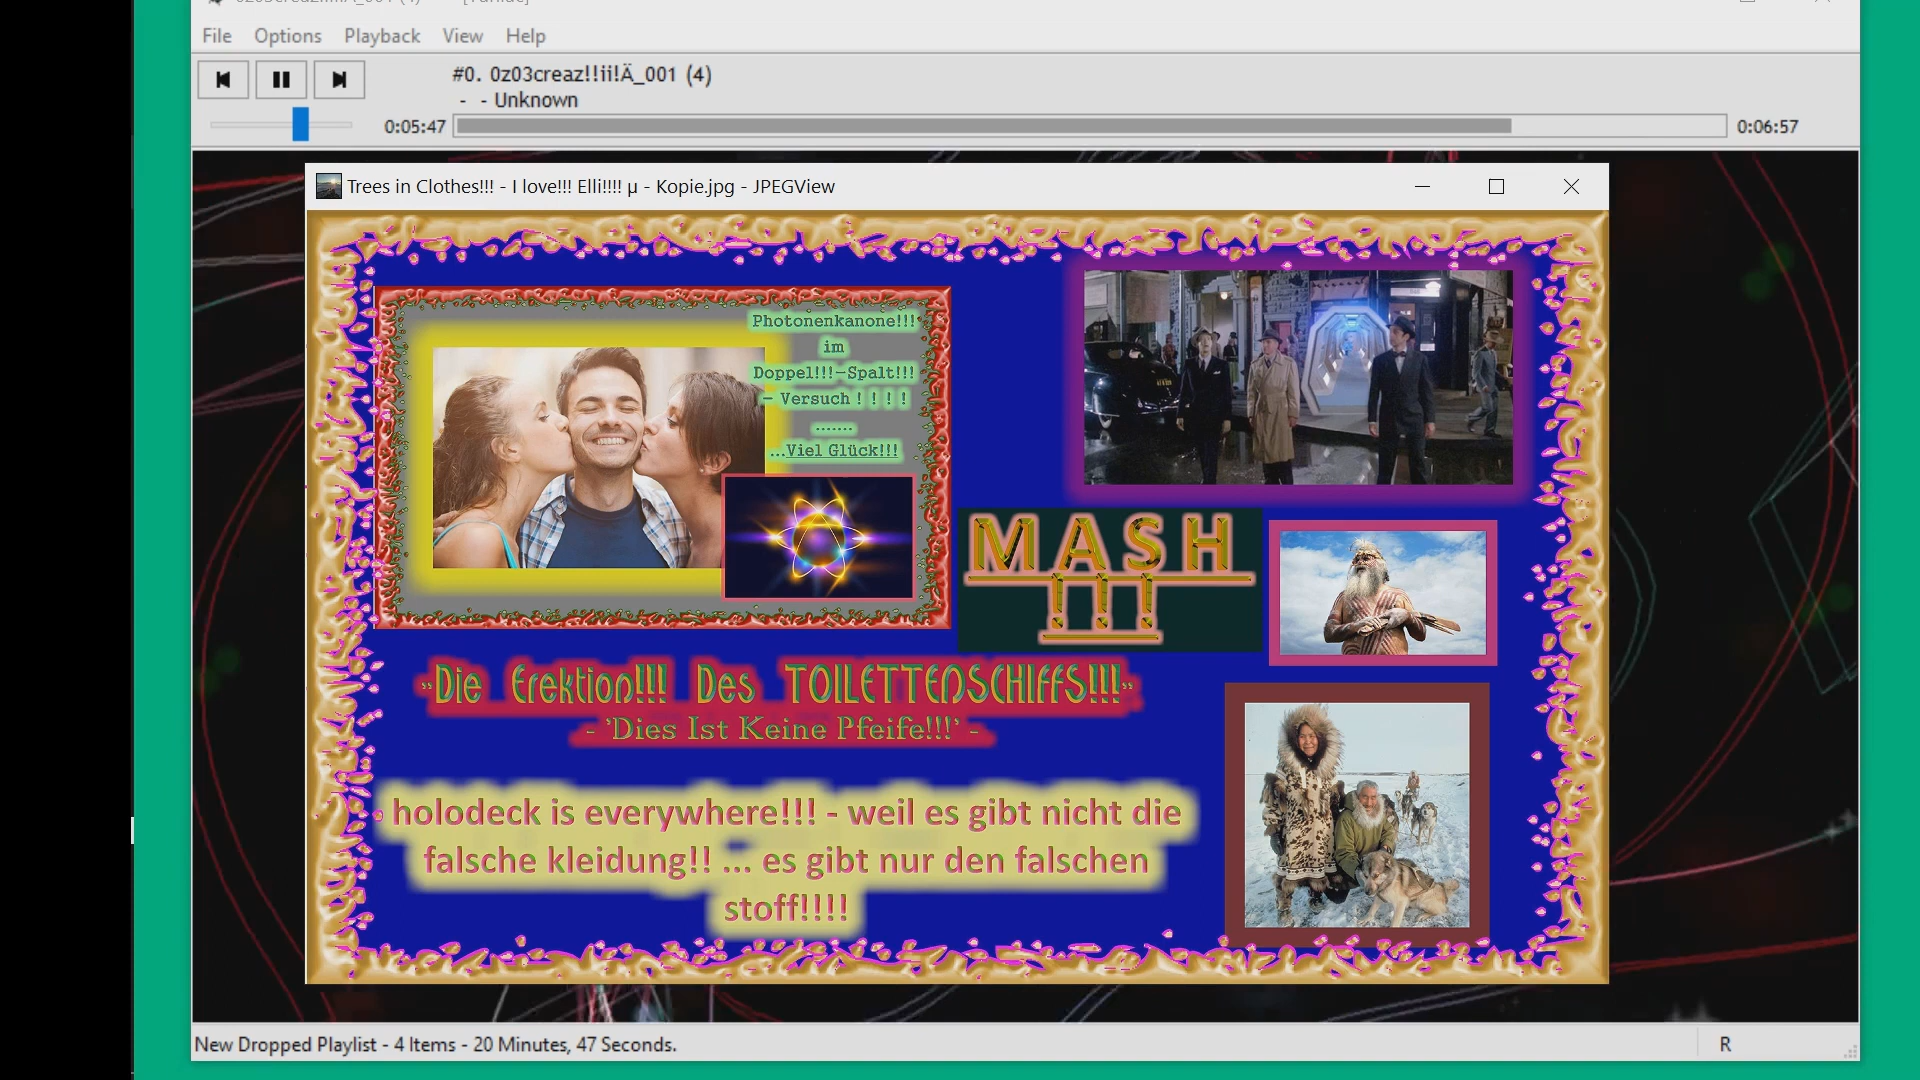 File Options Playback View Help
#0. 0z03creaz!!ii!Ä_001 (4)
- - Unknown
0:05:47
0:06:57
Trees in Clothes!!! - I love!!! Elli!!!! µ - Kopie.jpg - JPEGView
Photonenkanone!!!
im
Doppel!!!-Spalt!!!
- Versuch ! ! ! !
.......
...Viel Glück!!!
MASH
III
"Die Erektion!!! Des TOILETTENSCHIFFS!!!"
- 'Dies Ist Keine Pfeife!!!' -
holodeck is everywhere!!! - weil es gibt nicht die
falsche kleidung!! ... es gibt nur den falschen
stoff!!!!
New Dropped Playlist - 4 Items - 20 Minutes, 47 Seconds.
R